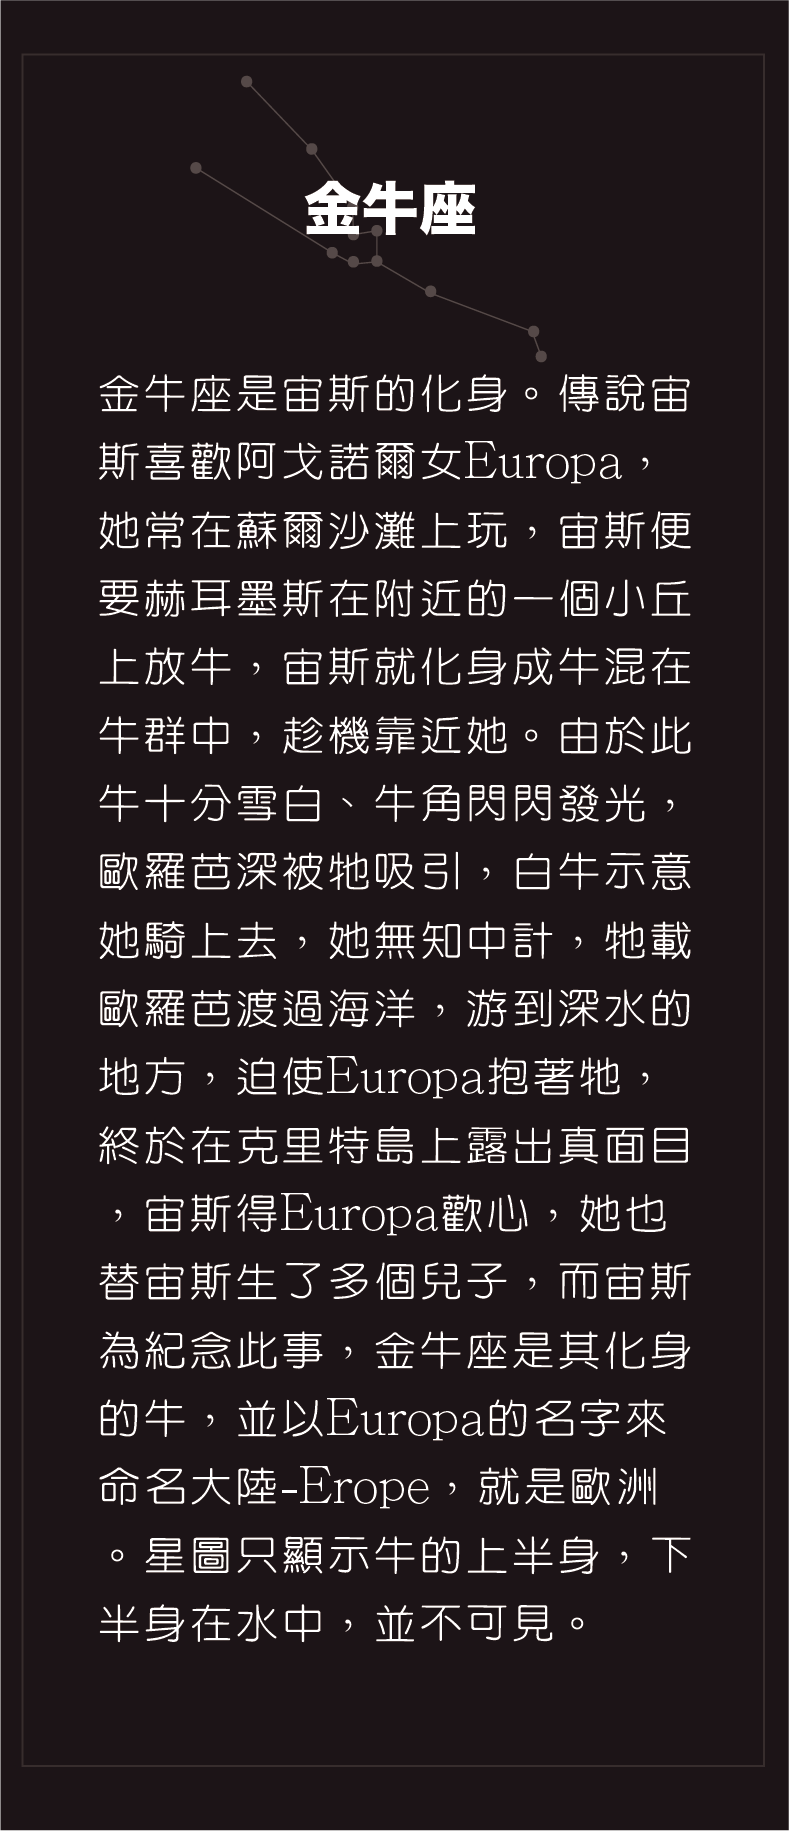 金牛座
金牛座是宙斯的化身。傳說宙
斯喜歡阿戈諾爾女Europa，
她常在蘇爾沙灘上玩，宙斯便
要赫耳墨斯在附近的一個小丘
上放牛，宙斯就化身成牛混在
牛群中，趁機靠近她。由於此
牛十分雪白、牛角閃閃發光，
歐羅芭深被牠吸引，白牛示意
她騎上去，她無知中計，牠載
歐羅芭渡過海洋，游到深水的
地方，迫使Europa抱著牠，
終於在克里特島上露出真面目
，宙斯得Europa歡心，她也
替宙斯生了多個兒子，而宙斯
為紀念此事，金牛座是其化身
的牛，並以Europa的名字來
命名大陸-Erope，就是歐洲
。星圖只顯示牛的上半身，下
半身在水中，並不可見。